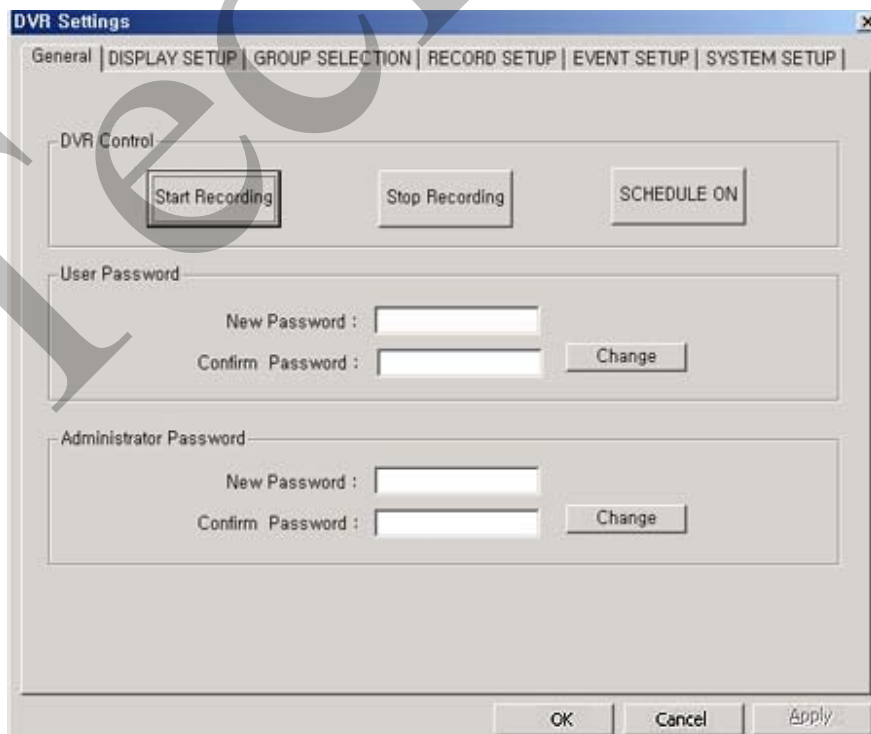 DVR Settings
General | DISPLAY SETUP | GROUP SELECTION | RECORD SETUP | EVENT SETUP | SYSTEM SETUP |
DVR Control
Start Recording Stop Recording SCHEDULE ON
User Password
New Password :
Confirm Password :
Change
Administrator Password
New Password :
Confirm Password :
Change
OK Cancel Apply